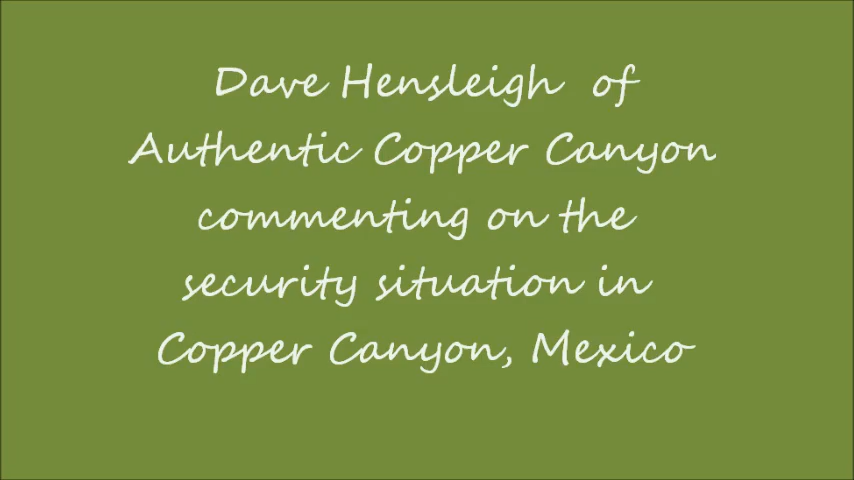 Dave Hensleigh of
Authentic Copper Canyon
commenting on the
security situation in
Copper Canyon, Mexico